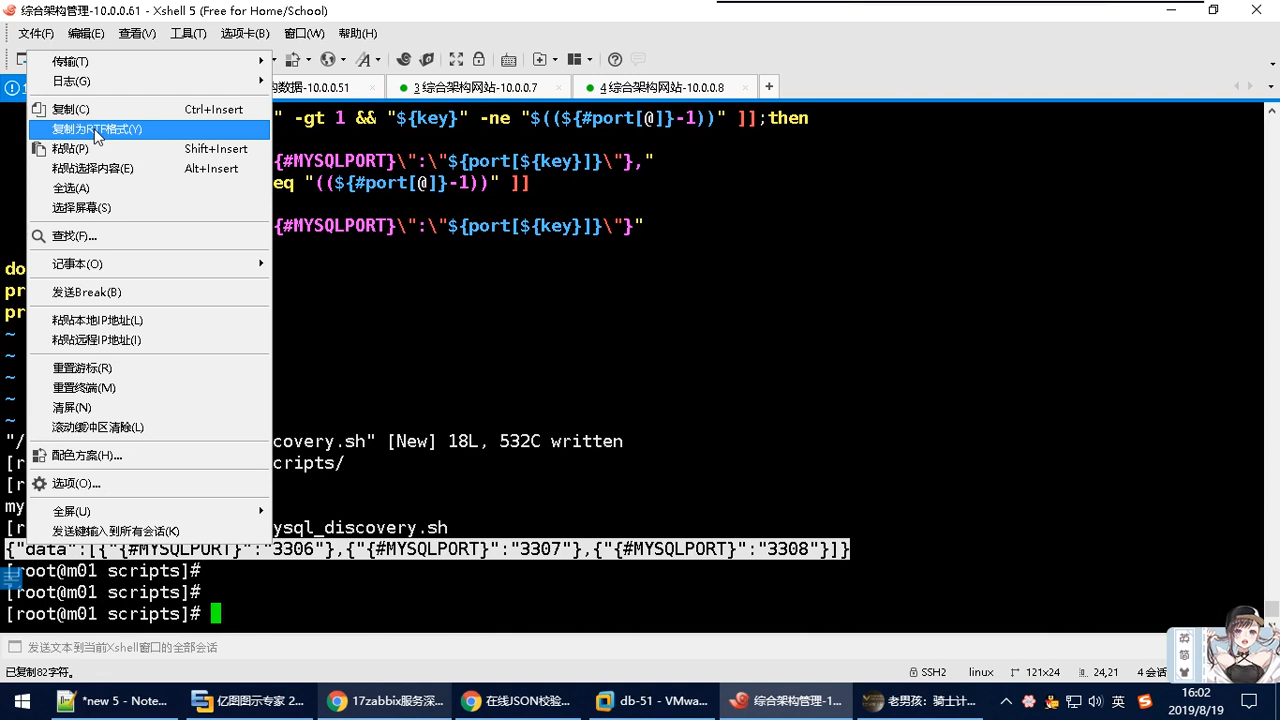 综合架构管理-10.0.0.61 - Xshell 5 (Free for Home/School)
文件(F) 编辑(E) 查看(V) 工具(T) 选项卡(B) 窗口(W) 帮助(H)
数据-10.0.0.51 3 综合架构网站-10.0.0.7 4 综合架构网站-10.0.0.8
传输(T)
日志(G)
复制(C) Ctrl+Insert
复制为RTF格式(Y)
粘贴(P) Shift+Insert
粘贴选择内容(E) Alt+Insert
全选(A)
选择屏幕(S)
查找(F)...
记事本(O)
发送Break(B)
粘贴本地IP地址(L)
粘贴远程IP地址(I)
重置游标(R)
重置终端(M)
清屏(N)
滚动缓冲区清除(L)
配色方案(H)...
选项(O)...
全屏(U)
发送键输入到所有会话(K)
" -gt 1 && "${key}" -ne "$((${#port[@]}-1))" ]];then
{#MYSQLPORT}\":\"${port[${key}]}\"},"
eq "((${#port[@]}-1))" ]]
{#MYSQLPORT}\":\"${port[${key}]}\"}"
do
pr
pr
~
~
~
~
~
"/ covery.sh" [New] 18L, 532C written
[r cripts/
[r
my
[r ysql_discovery.sh
{"data":[{"{#MYSQLPORT}":"3306"},{"{#MYSQLPORT}":"3307"},{"{#MYSQLPORT}":"3308"}]}
[root@m01 scripts]#
[root@m01 scripts]#
[root@m01 scripts]#
发送文本到当前Xshell窗口的全部会话
已复制82字符。 SSH2 linux 121x24 24,21 4 会话
英
简
*new 5 - Note... 亿图图示专家 2... 17zabbix服务深... 在线JSON校验... db-51 - VMwa... 综合架构管理-1... 老男孩：骑士计... 英 16:02
2019/8/19